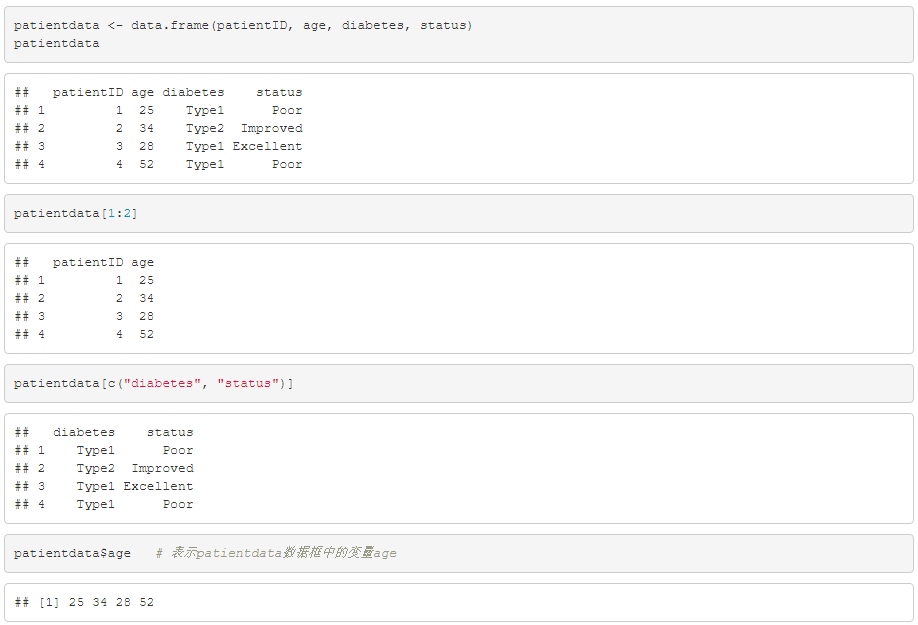 patientdata <- data.frame(patientID, age, diabetes, status)
patientdata
##   patientID age diabetes    status
## 1         1  25    Type1      Poor
## 2         2  34    Type2  Improved
## 3         3  28    Type1 Excellent
## 4         4  52    Type1      Poor
patientdata[1:2]
##   patientID age
## 1         1  25
## 2         2  34
## 3         3  28
## 4         4  52
patientdata[c("diabetes", "status")]
##   diabetes    status
## 1    Type1      Poor
## 2    Type2  Improved
## 3    Type1 Excellent
## 4    Type1      Poor
patientdata$age   # 表示patientdata数据框中的变量age
## [1] 25 34 28 52